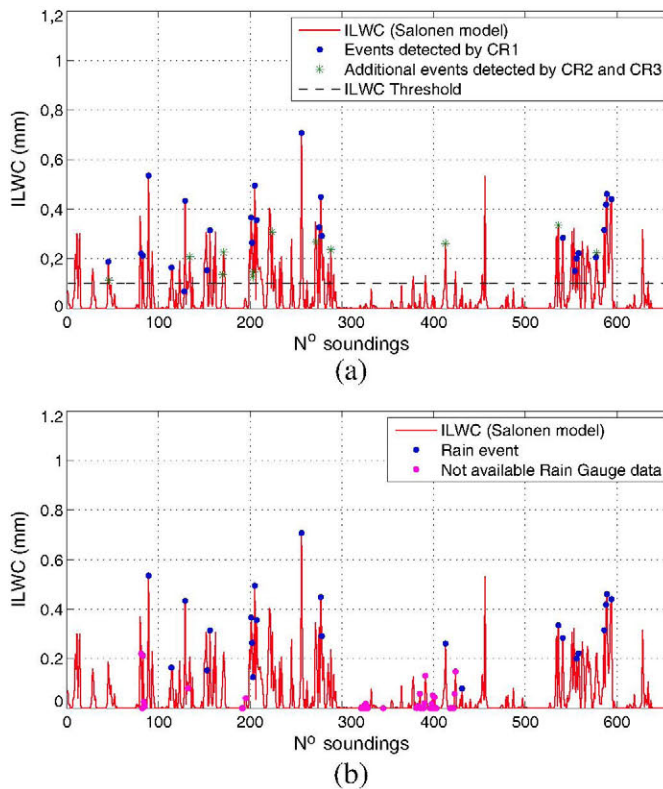 ILWC (Salonen model)
Events detected by CR1
Additional events detected by CR2 and CR3
ILWC Threshold
1.2
1
0.8
0.6
0.4
0.2
0
ILWC (mm)
0 100 200 300 400 500 600
Nº soundings
(a)
ILWC (Salonen model)
Rain event
Not available Rain Gauge data
1.2
1
0.8
0.6
0.4
0.2
0
ILWC (mm)
0 100 200 300 400 500 600
Nº soundings
(b)